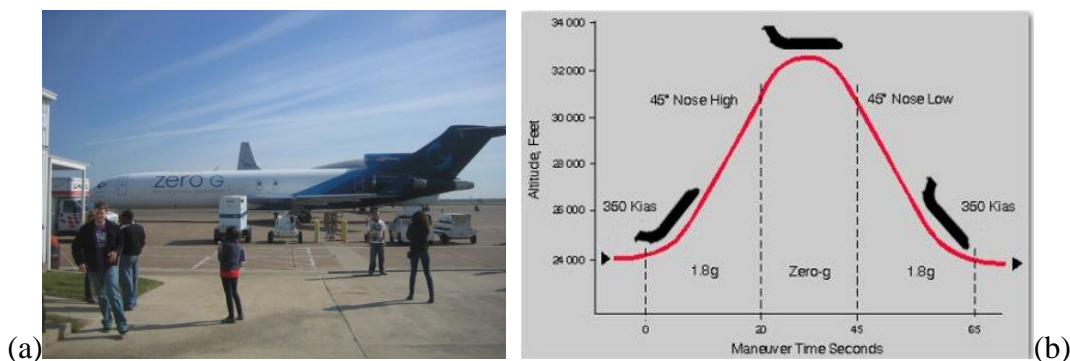 zero G
34 000
32 000
45° Nose High
45° Nose Low
30 000
Altitude, Feet
28 000
350 Kias
350 Kias
26 000
24 000
1.8g
Zero-g
1.8g
0
20
45
65
Maneuver Time Seconds
(a)
(b)